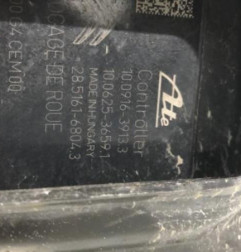 Ate
Controller
10.0916-3913.3
10.0625-3659.1
MADE IN HUNGARY
28.5161-6804.3
CAGE DE ROUE